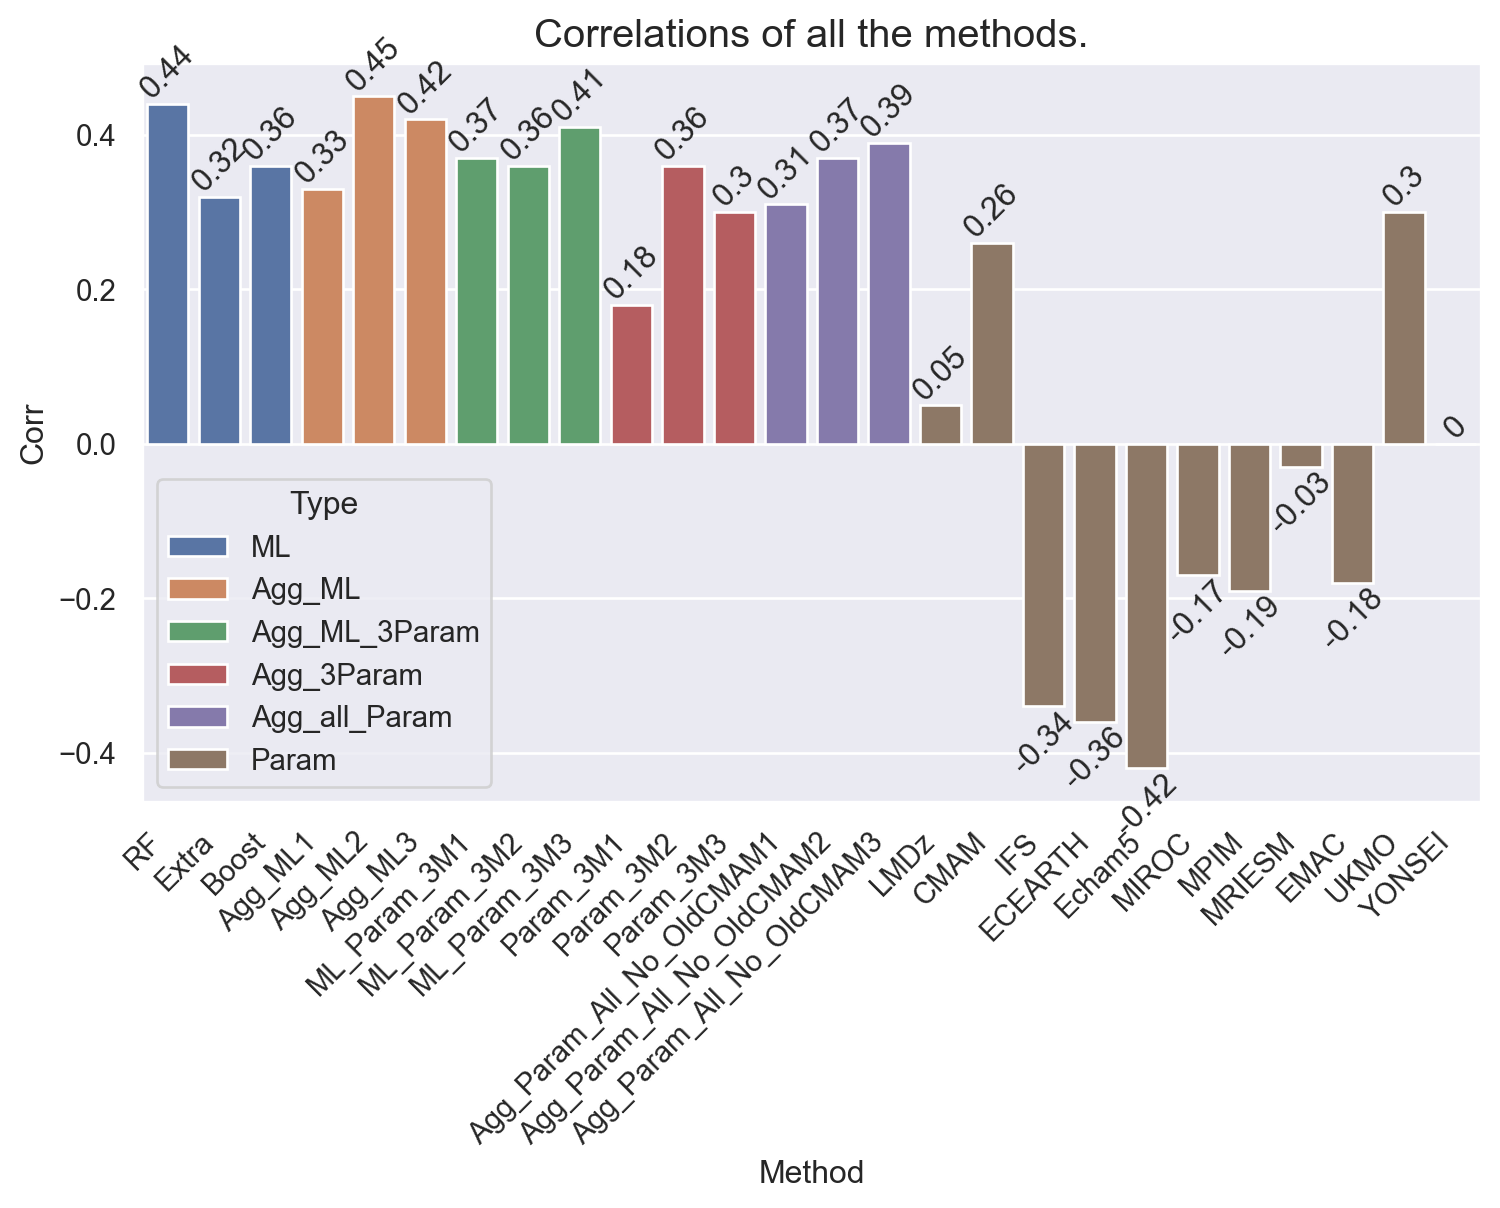 Correlations of all the methods.
0.44
0.32
0.36
0.33
0.45
0.42
0.37
0.36
0.41
0.18
0.36
0.3
0.31
0.37
0.39
0.05
0.26
-0.34
-0.36
-0.42
-0.17
-0.19
-0.03
-0.18
0.3
0
Corr
0.4
0.2
0.0
−0.2
−0.4
Type
ML
Agg_ML
Agg_ML_3Param
Agg_3Param
Agg_all_Param
Param
RF
Extra
Boost
Agg_ML1
Agg_ML2
Agg_ML3
ML_Param_3M1
ML_Param_3M2
ML_Param_3M3
Param_3M1
Param_3M2
Param_3M3
Agg_Param_All_No_OldCMAM1
Agg_Param_All_No_OldCMAM2
Agg_Param_All_No_OldCMAM3
LMDz
CMAM
IFS
ECEARTH
Echam5
MIROC
MPIM
MRIESM
EMAC
UKMO
YONSEI
Method